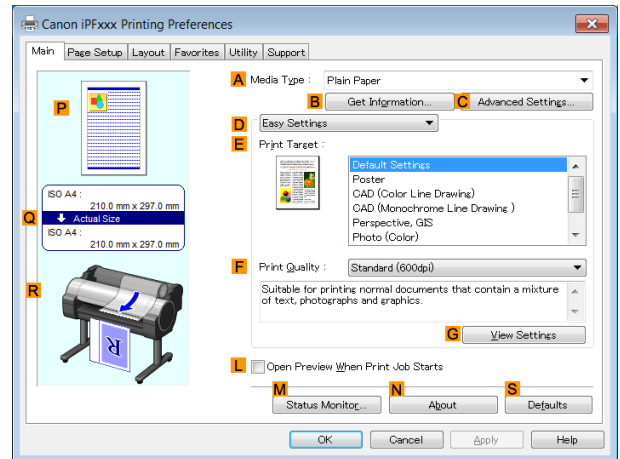 Canon iPFxxx Printing Preferences
Main Page Setup Layout Favorites Utility Support
A Media Type : Plain Paper
B Get Information... C Advanced Settings...
D Easy Settings
E Print Target :
Default Settings
Poster
CAD (Color Line Drawing)
CAD (Monochrome Line Drawing )
Perspective, GIS
Photo (Color)
F Print Quality : Standard (600dpi)
Suitable for printing normal documents that contain a mixture
of text, photographs and graphics.
G View Settings
L Open Preview When Print Job Starts
M Status Monitor... N About S Defaults
P
Q
ISO A4 :
210.0 mm x 297.0 mm
Actual Size
ISO A4 :
210.0 mm x 297.0 mm
R
R
OK Cancel Apply Help